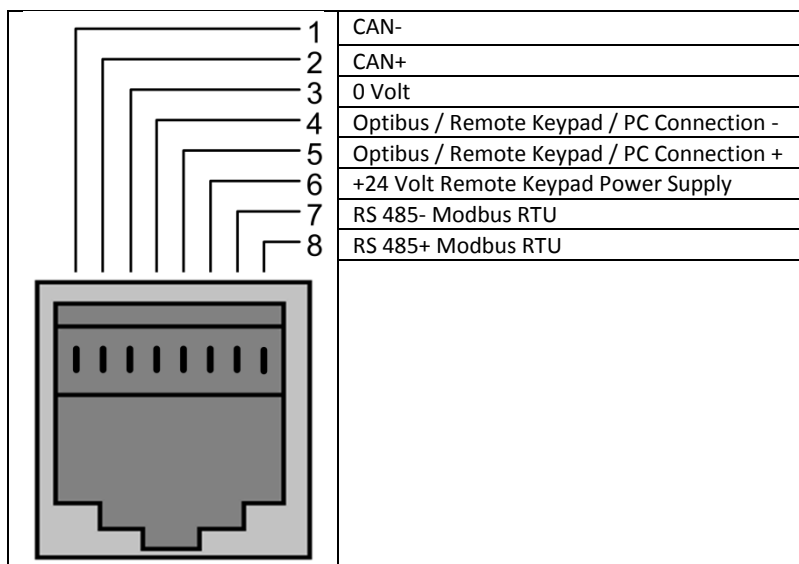 1 CAN-
2 CAN+
3 0 Volt
4 Optibus / Remote Keypad / PC Connection -
5 Optibus / Remote Keypad / PC Connection +
6 +24 Volt Remote Keypad Power Supply
7 RS 485- Modbus RTU
8 RS 485+ Modbus RTU